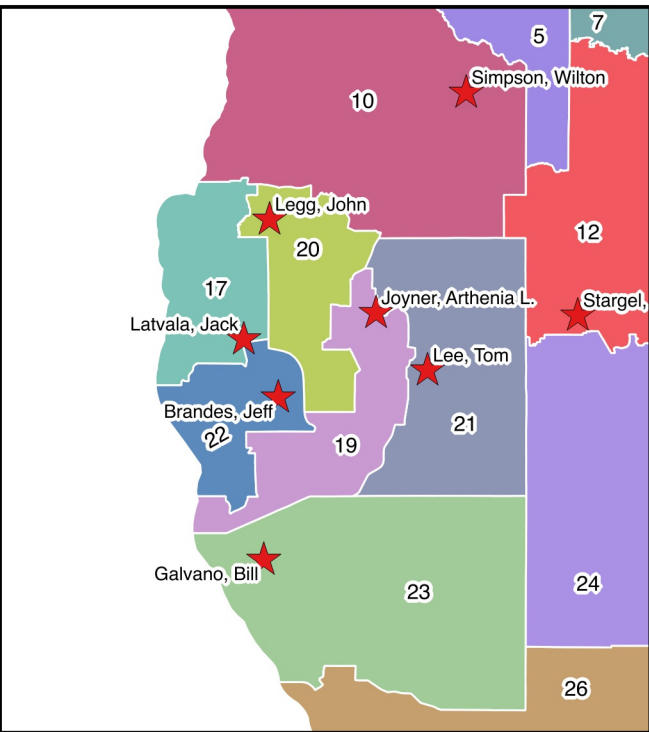 7
5
Simpson, Wilton
10
Legg, John
12
20
17
Joyner, Arthenia L.
Stargel,
Latvala, Jack
Lee, Tom
Brandes, Jeff
21
22
19
Galvano, Bill
24
23
26